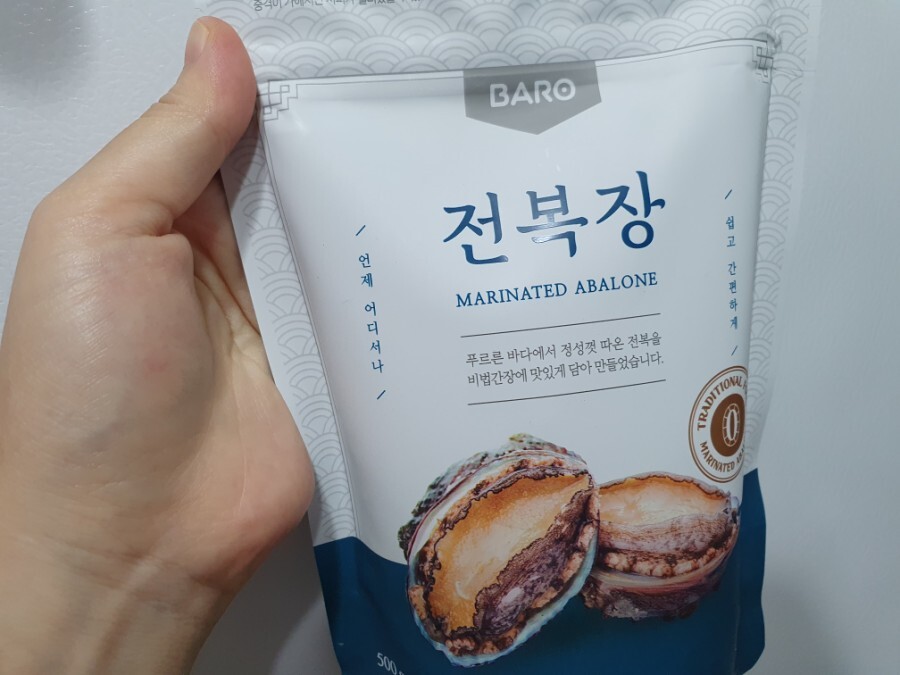 BARO
전복장
MARINATED ABALONE
/ 언제 어디서나 /
/ 쉽고 간편하게 /
푸르른 바다에서 정성껏 따온 전복을
비법간장에 맛있게 담아 만들었습니다.
TRADITIONAL
MARINATED
500